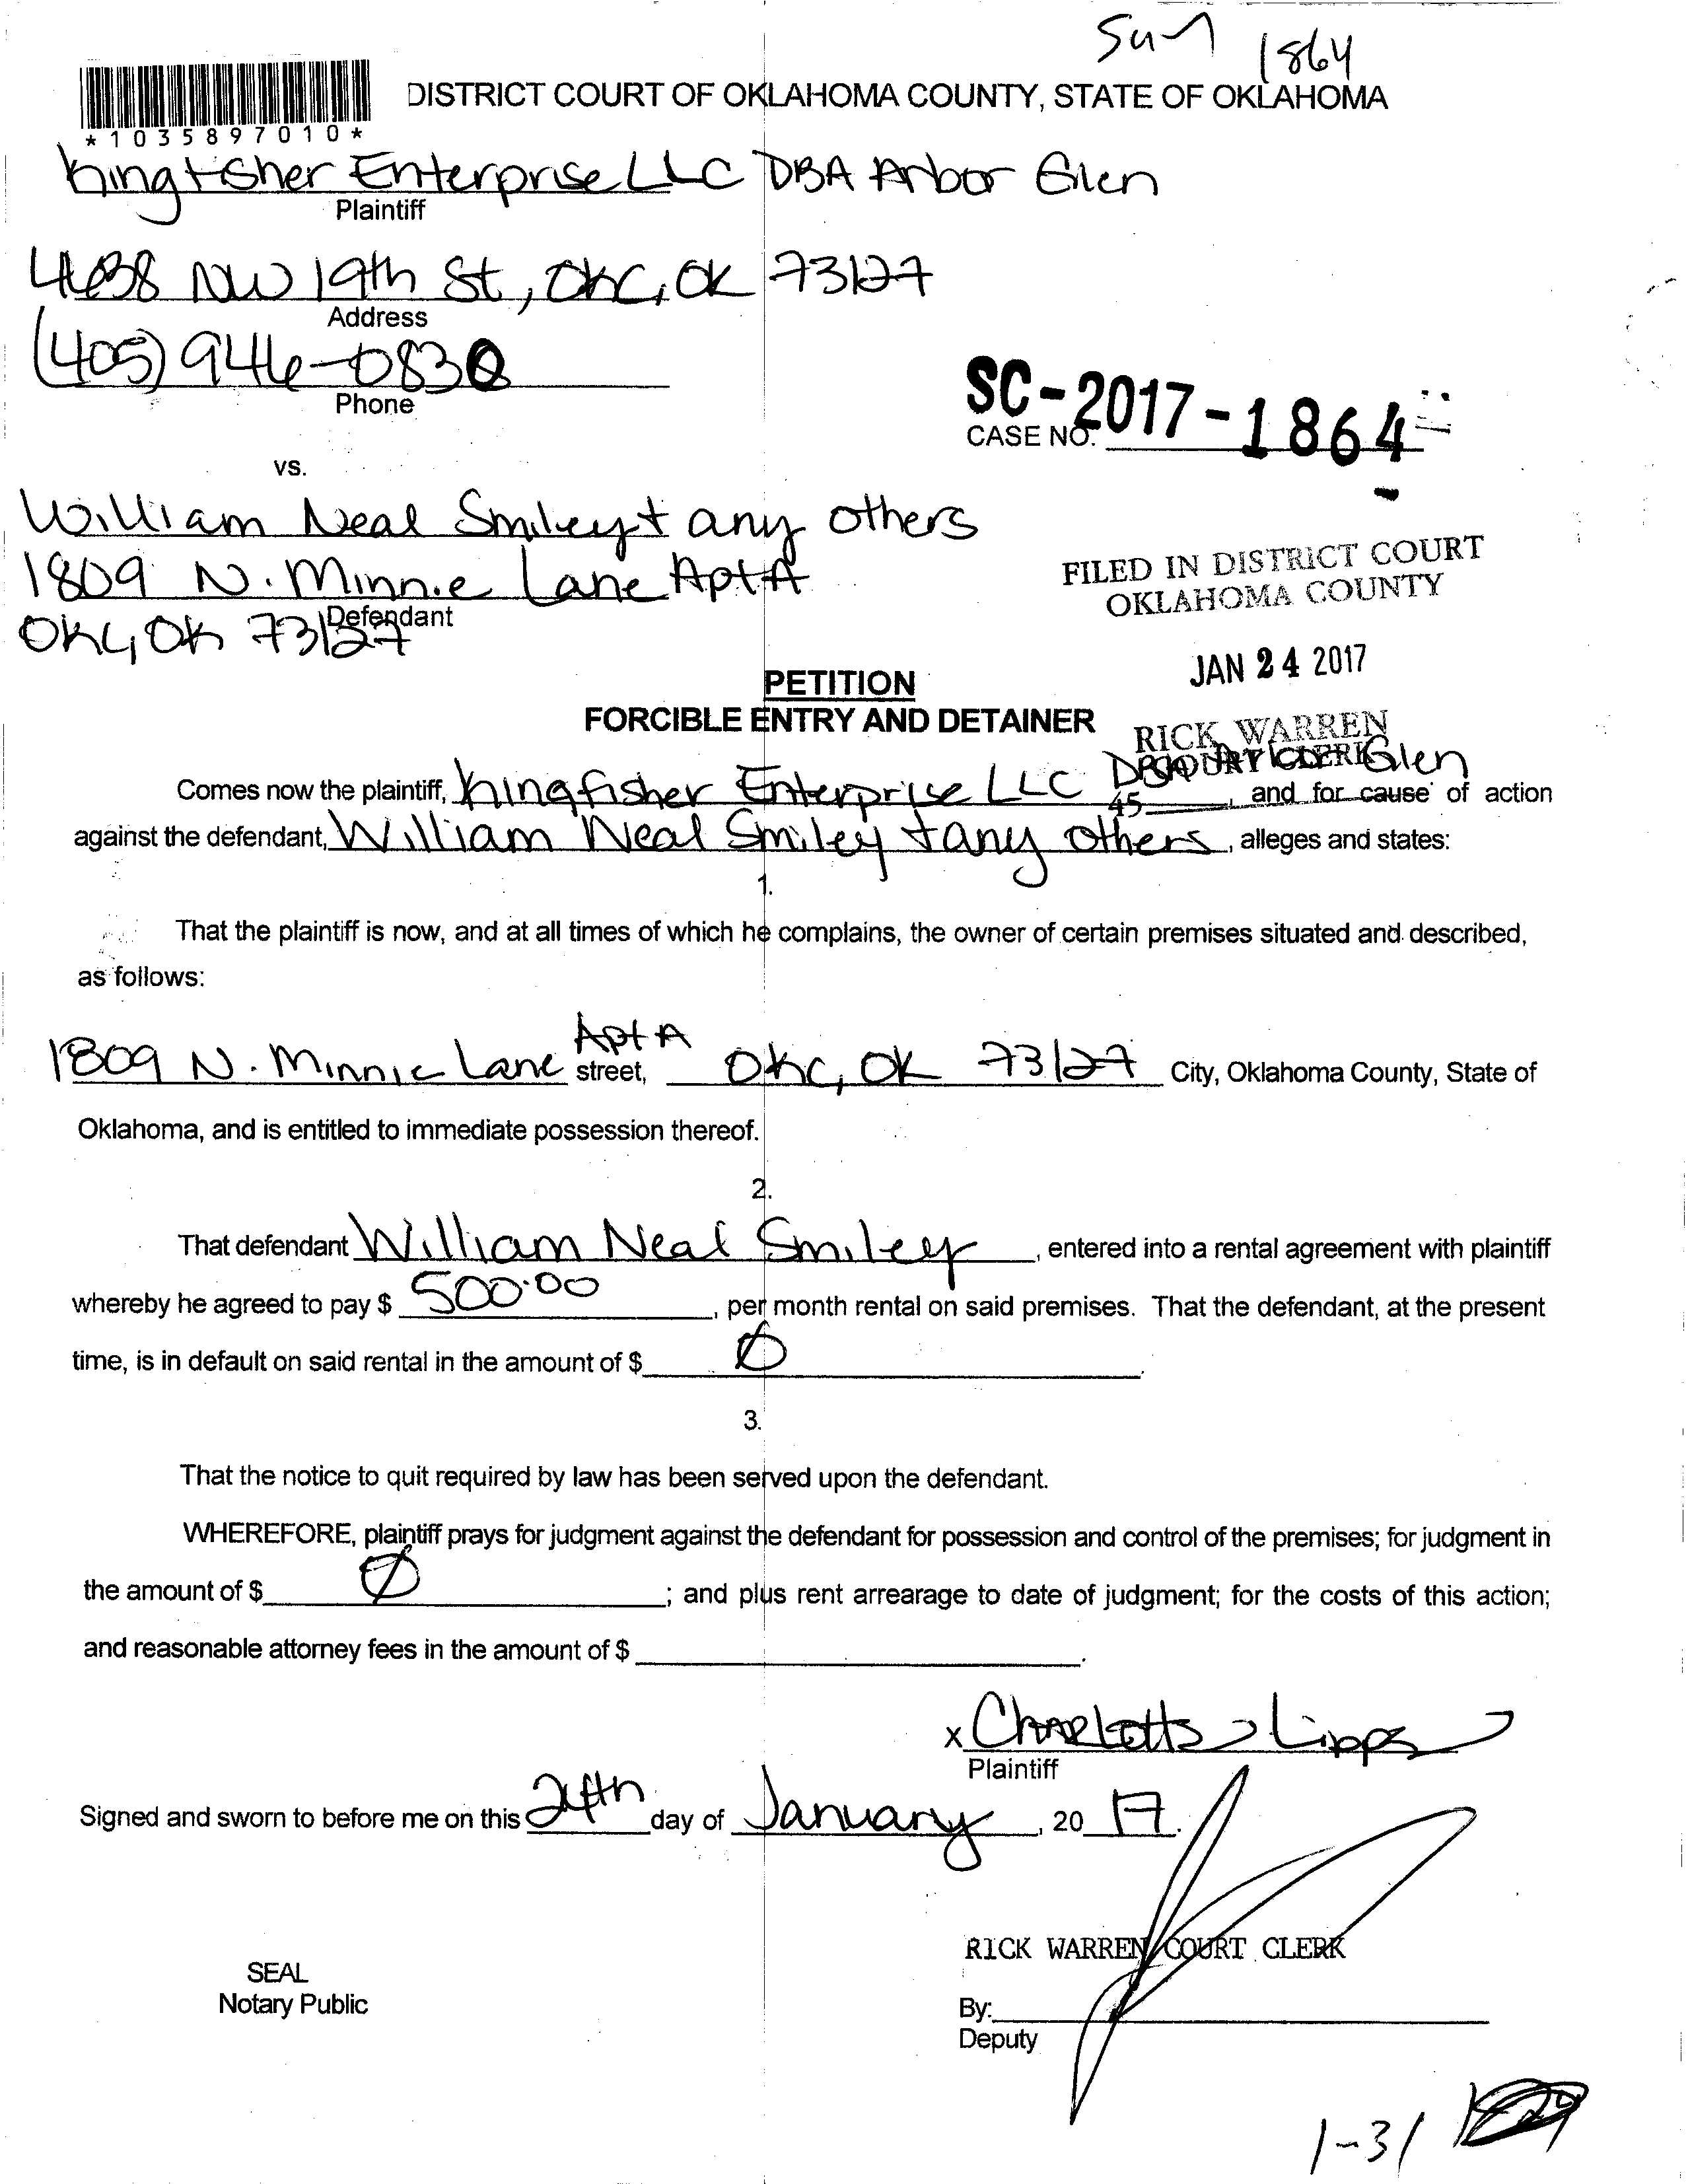 1864
DISTRICT COURT OF OKLAHOMA COUNTY, STATE OF OKLAHOMA
*1035897010*
Kingfisher Enterprise LLC DBA Arbor Glen
Plaintiff
NW 19th St, OKC, OK 73127
Address
(405) 946-0830
Phone
SC-2017-1864
CASE NO.
vs.
William Neal Smiley + any others
1809 N. Minnie Lane Apt A
Defendant
OKC, OK 73127
FILED IN DISTRICT COURT
OKLAHOMA COUNTY
JAN 24 2017
RICK WARREN
COURT CLERK
45
PETITION
FORCIBLE ENTRY AND DETAINER
Comes now the plaintiff, Kingfisher Enterprise LLC DBA Arbor Glen, and for cause of action
against the defendant, William Neal Smiley + any others, alleges and states:
1.
That the plaintiff is now, and at all times of which he complains, the owner of certain premises situated and described,
as follows:
1809 N. Minnie Lane Apt A street, OKC, OK 73127 City, Oklahoma County, State of
Oklahoma, and is entitled to immediate possession thereof.
2.
That defendant William Neal Smiley, entered into a rental agreement with plaintiff
whereby he agreed to pay $ 500.00, per month rental on said premises. That the defendant, at the present
time, is in default on said rental in the amount of $ Ø.
3.
That the notice to quit required by law has been served upon the defendant.
WHEREFORE, plaintiff prays for judgment against the defendant for possession and control of the premises; for judgment in
the amount of $ Ø; and plus rent arrearage to date of judgment; for the costs of this action;
and reasonable attorney fees in the amount of $
x Charlotte Lipps
Plaintiff
Signed and sworn to before me on this 24th day of January, 2017.
RICK WARREN COURT CLERK
SEAL
Notary Public
By:
Deputy
1-31